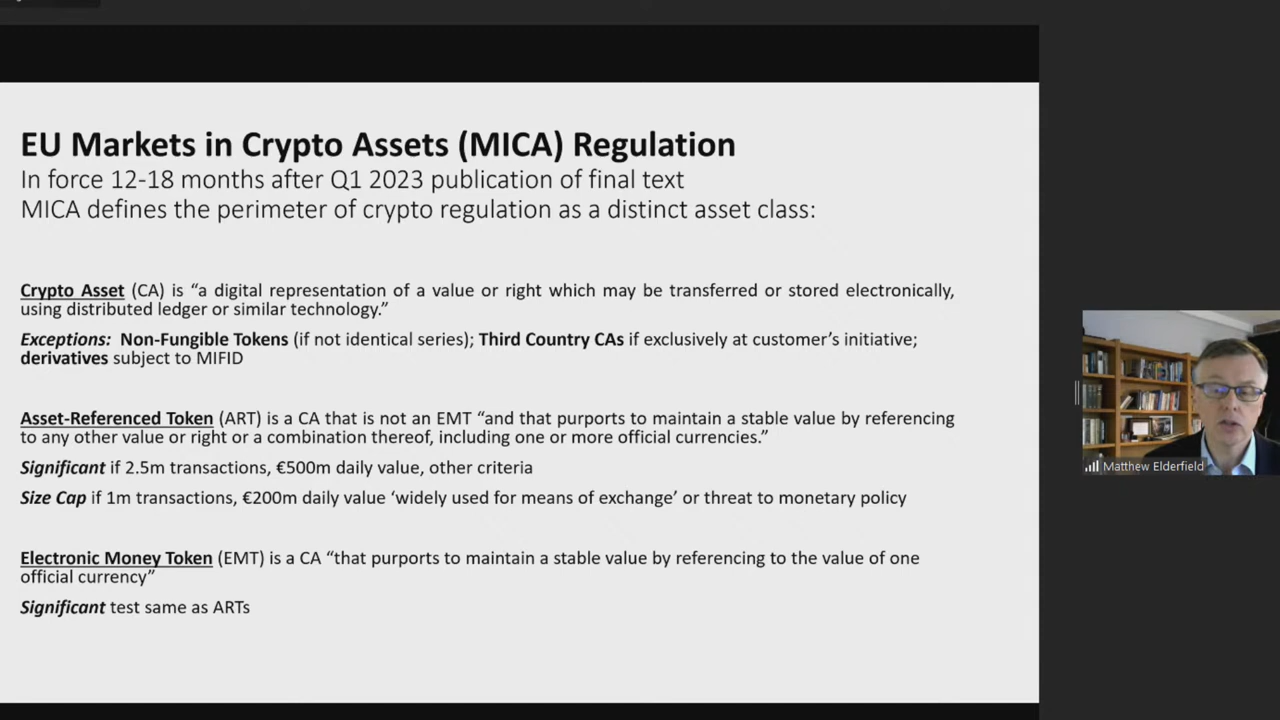 EU Markets in Crypto Assets (MICA) Regulation
In force 12-18 months after Q1 2023 publication of final text
MICA defines the perimeter of crypto regulation as a distinct asset class:
Crypto Asset (CA) is “a digital representation of a value or right which may be transferred or stored electronically,
using distributed ledger or similar technology.”
Exceptions: Non-Fungible Tokens (if not identical series); Third Country CAs if exclusively at customer’s initiative;
derivatives subject to MIFID
Asset-Referenced Token (ART) is a CA that is not an EMT “and that purports to maintain a stable value by referencing
to any other value or right or a combination thereof, including one or more official currencies.”
Significant if 2.5m transactions, €500m daily value, other criteria
Size Cap if 1m transactions, €200m daily value ‘widely used for means of exchange’ or threat to monetary policy
Electronic Money Token (EMT) is a CA “that purports to maintain a stable value by referencing to the value of one
official currency”
Significant test same as ARTs
Matthew Elderfield